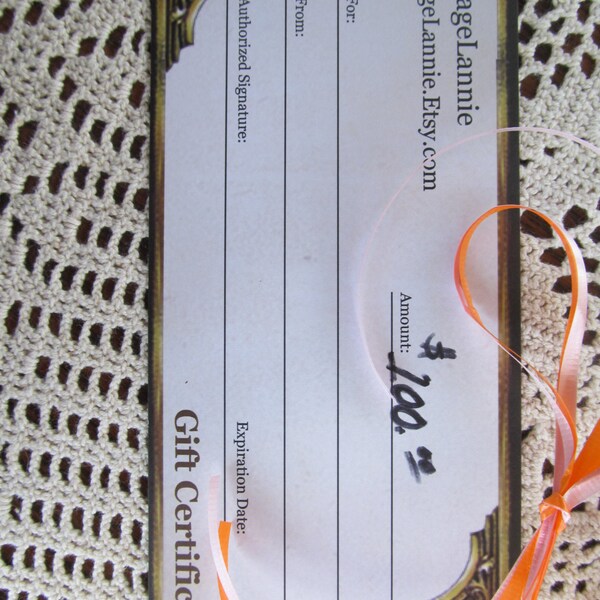 ageLannie
geLannie.Etsy.com
Amount: $100.00
For:
From:
Authorized Signature: Expiration Date:
Gift Certific